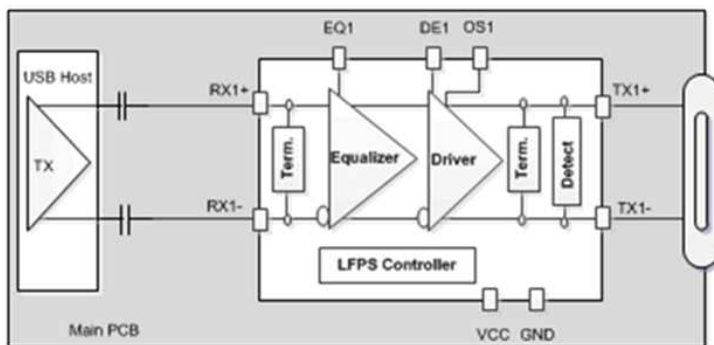 EQ1 DE1 OS1
USB Host
RX1+ TX1+
TX
Term.
Equalizer
Driver
Term.
Detect
RX1- TX1-
LFPS Controller
Main PCB
VCC GND